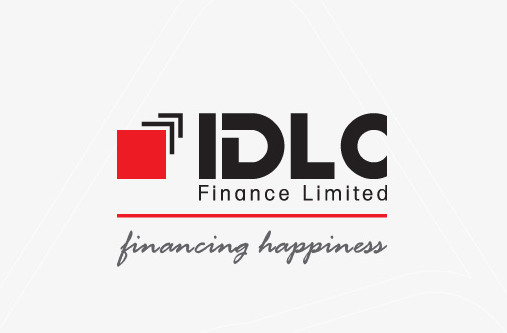 IDLC
Finance Limited
financing happiness